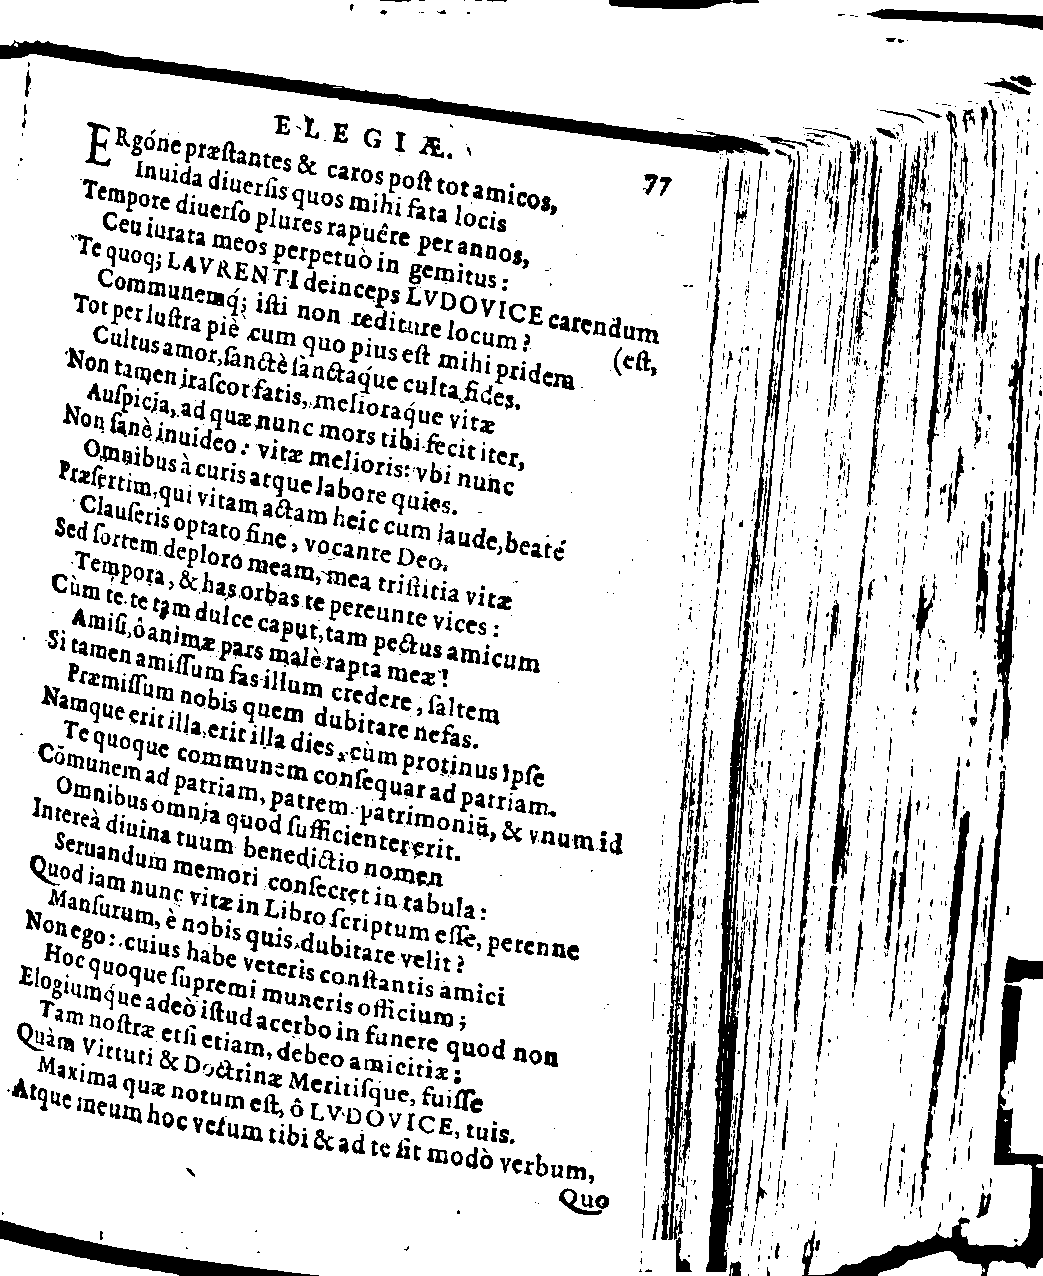 ELEGIÆ.
77
ERgóne præſtantes & caros poſt tot amicos,
Inuida diuerſis quos mihi fata locis
Tempore diuerſo plures rapuêre per annos,
Ceu iurata meos perpetuò in gemitus:
Te quoq; LAVRENTI deinceps LVDOVICE carendum
(eſt,
Communemq́; iſti non rediture locum?
Tot per luſtra piè cum quo pius eſt mihi pridem
Cultus amor, ſanctè ſanctaq́ue culta fides.
Non tamen iraſcor fatis, melioraq́ue vitæ
Auſpicia, ad quæ nunc mors tibi fecit iter,
Non ſanè inuideo: vitæ melioris: vbi nunc
Omnibus à curis atque labore quies.
Præſertim, qui vitam actam heic cum laude, beatè
Clauſeris optato fine, vocante Deo.
Sed ſortem deploro meam, mea triſtitia vitæ
Tempora, & has orbas te pereunte vices:
Cùm te te tam dulce caput, tam pectus amicum
Amiſi, ô animæ pars malè rapta meæ!
Si tamen amiſſum fas illum credere, ſaltem
Præmiſſum nobis quem dubitare nefas.
Namque erit illa, erit illa dies, cùm protinus ipſe
Te quoque communem conſequar ad patriam.
Cõmunem ad patriam, patrem patrimoniũ, & vnum id
Omnibus omnia quod ſufficienter erit.
Intereà diuina tuum benedictio nomen
Seruandum memori conſecret in tabula:
Quod iam nunc vitæ in Libro ſcriptum eſſe, perenne
Manſurum, è nobis quis dubitare velit?
Non ego: cuius habe veteris conſtantis amici
Hoc quoque ſupremi muneris officium;
Elogiumq́ue adeò iſtud acerbo in funere quod non
Tam noſtræ etſi etiam, debeo amicitiæ:
Quàm Virtuti & Doctrinæ Meritiſque, fuiſſe
Maxima quæ notum eſt, ô LVDOVICE, tuis.
Atque meum hoc veſum tibi & ad te ſit modò verbum,
Quo